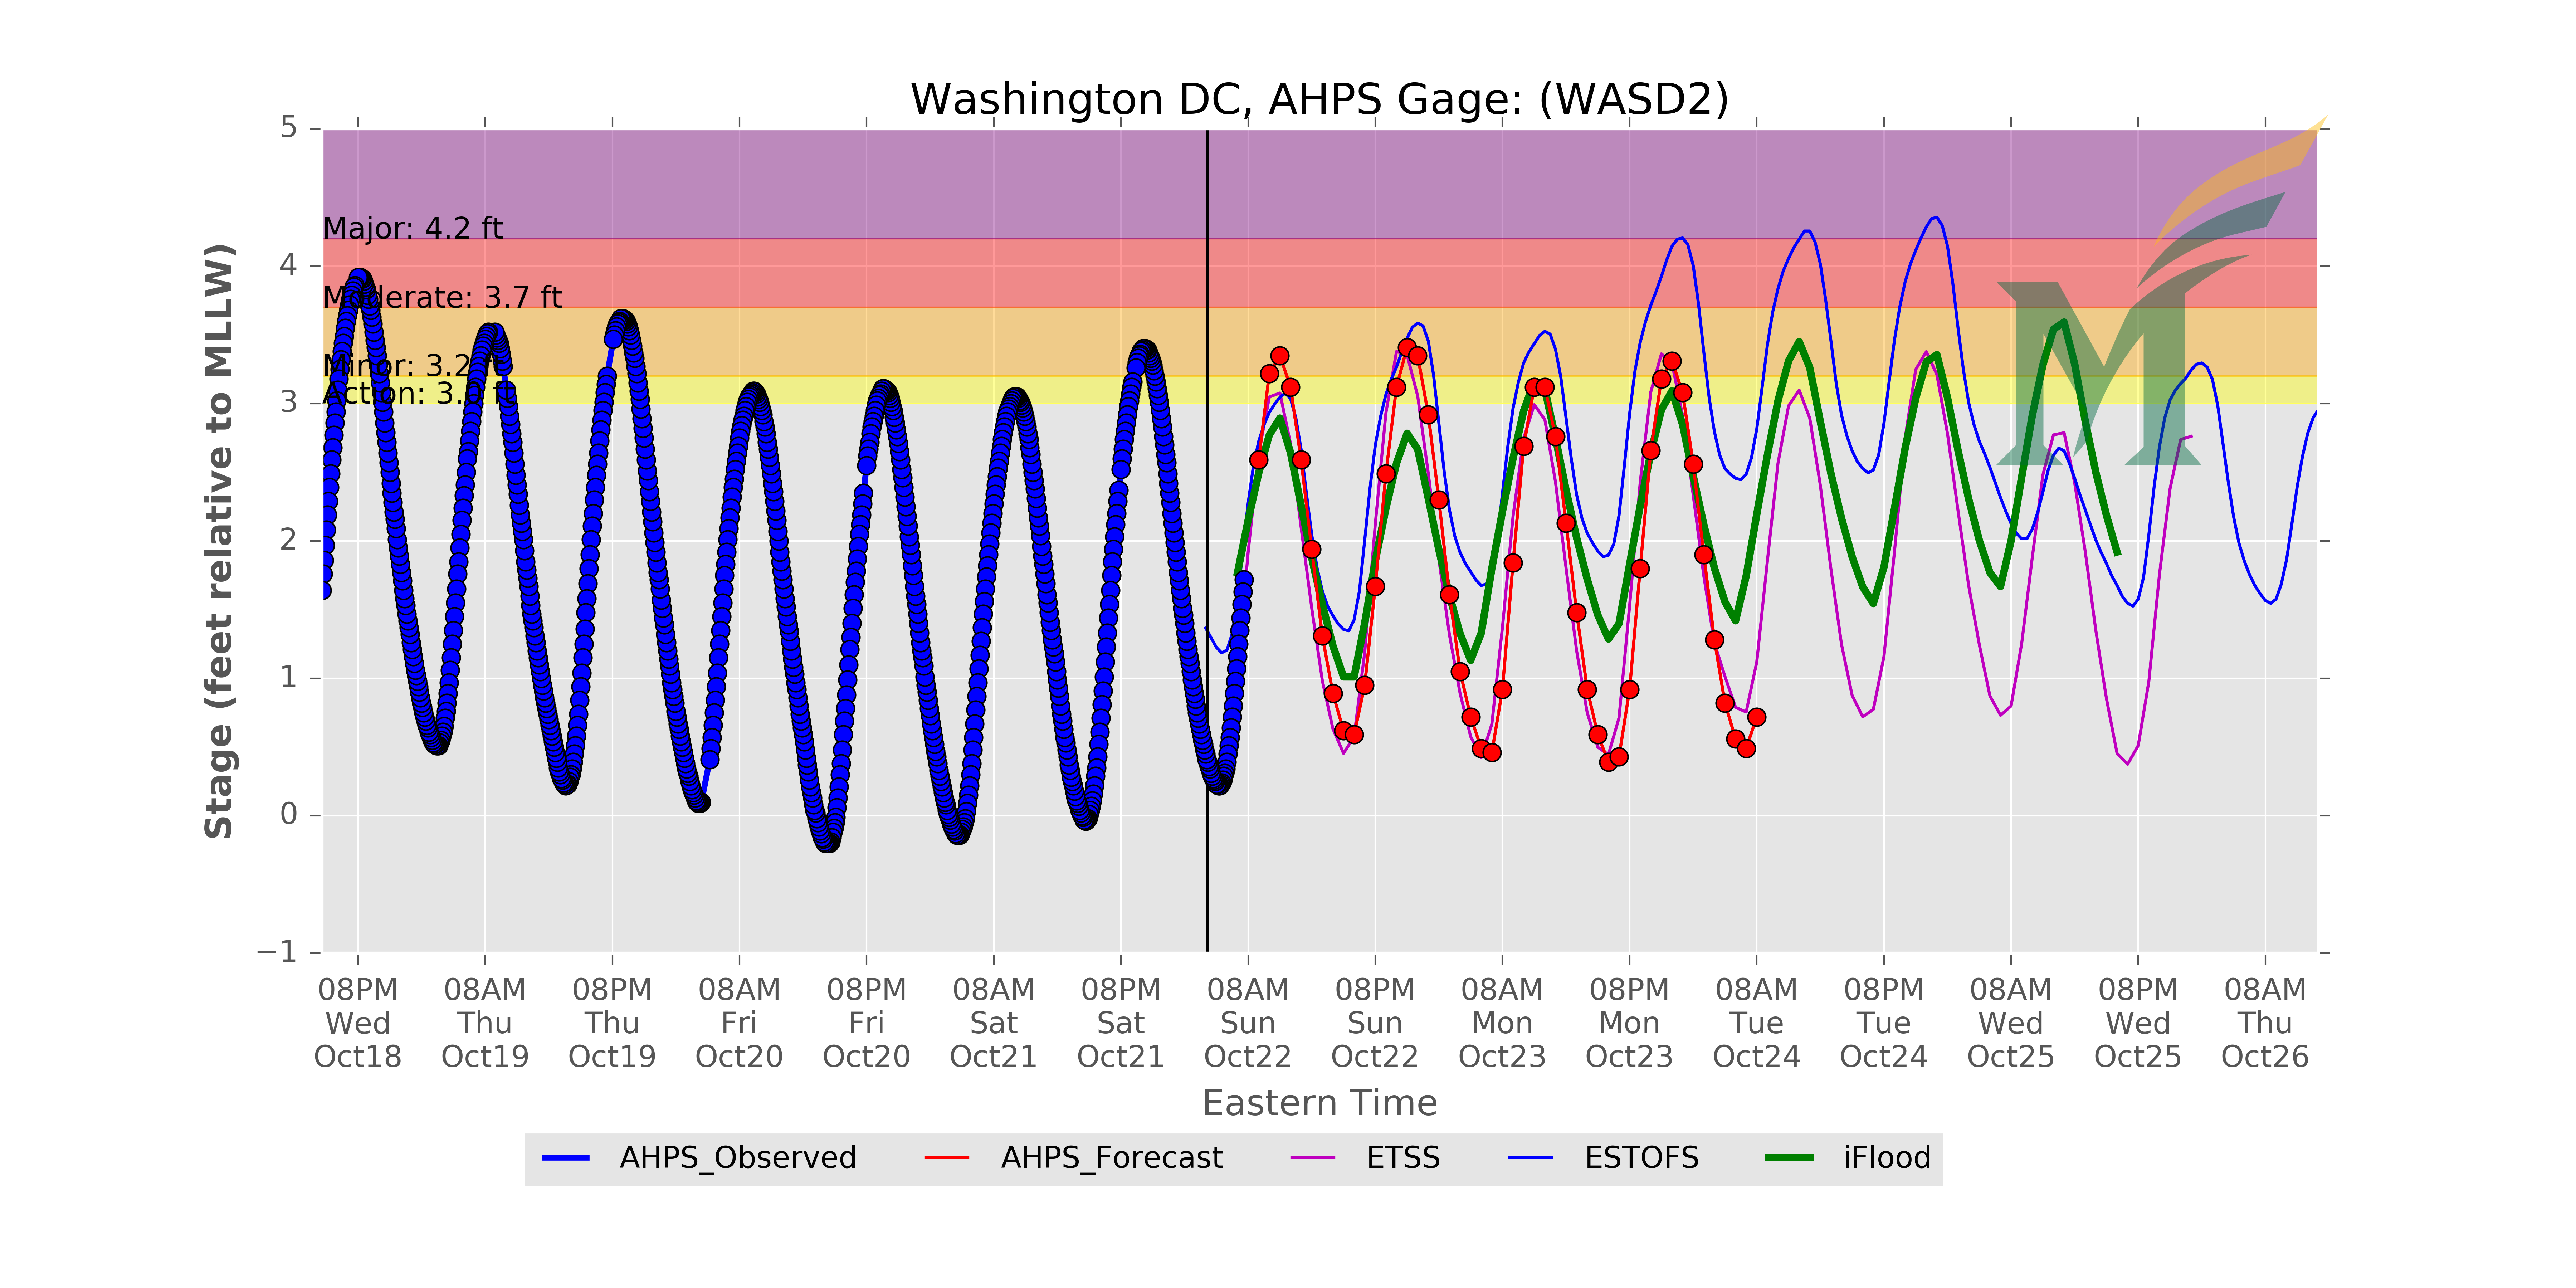 Washington DC, AHPS Gage: (WASD2)
Stage (feet relative to MLLW)
5
4
3
2
1
0
−1
Major: 4.2 ft
Moderate: 3.7 ft
Minor: 3.2 ft
Action: 3.0 ft
08PM 08AM 08PM 08AM 08PM 08AM 08PM 08AM 08PM 08AM 08PM 08AM 08PM 08AM 08PM 08AM
Wed Thu Thu Fri Fri Sat Sat Sun Sun Mon Mon Tue Tue Wed Wed Thu
Oct18 Oct19 Oct19 Oct20 Oct20 Oct21 Oct21 Oct22 Oct22 Oct23 Oct23 Oct24 Oct24 Oct25 Oct25 Oct26
Eastern Time
AHPS_Observed AHPS_Forecast ETSS ESTOFS iFlood